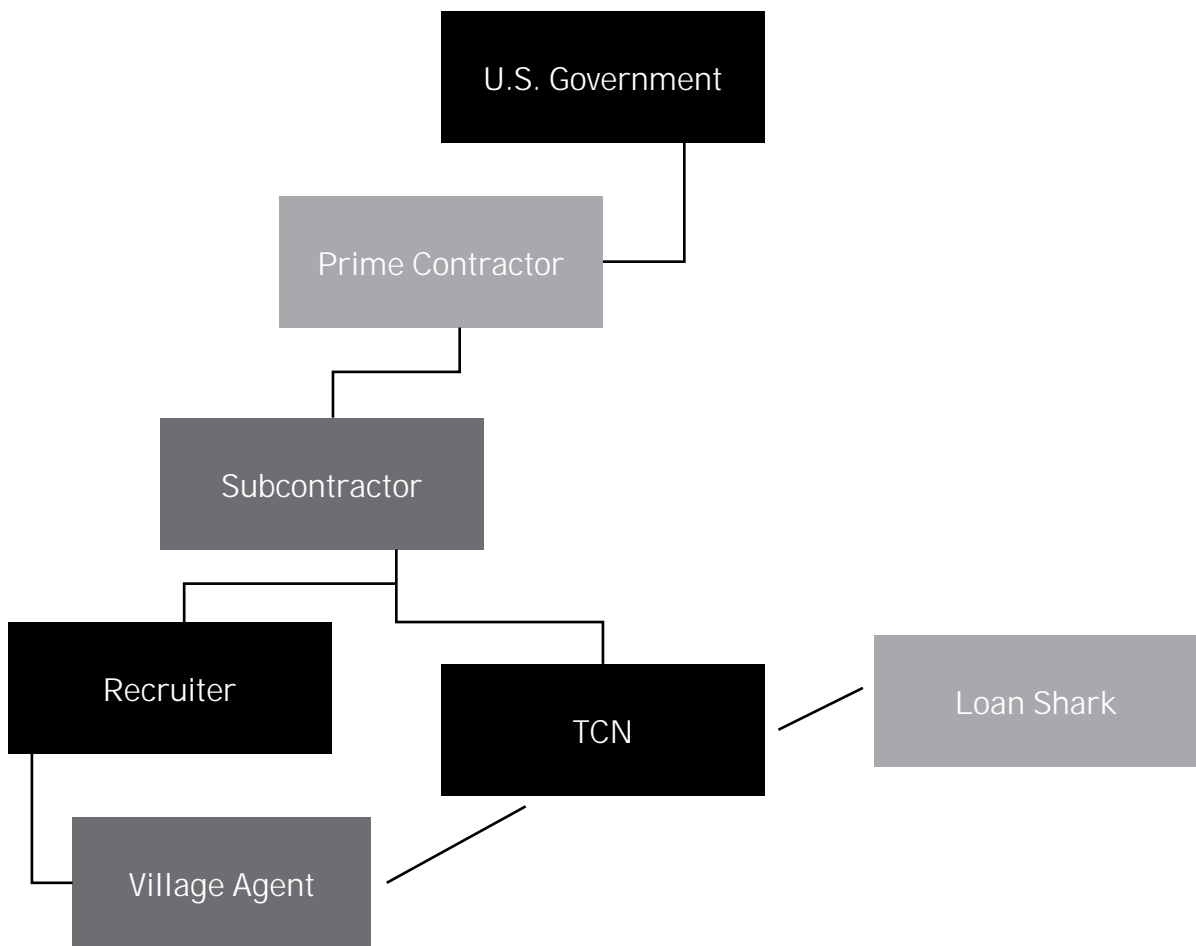 U.S. Government
Prime Contractor
Subcontractor
Recruiter
TCN
Loan Shark
Village Agent